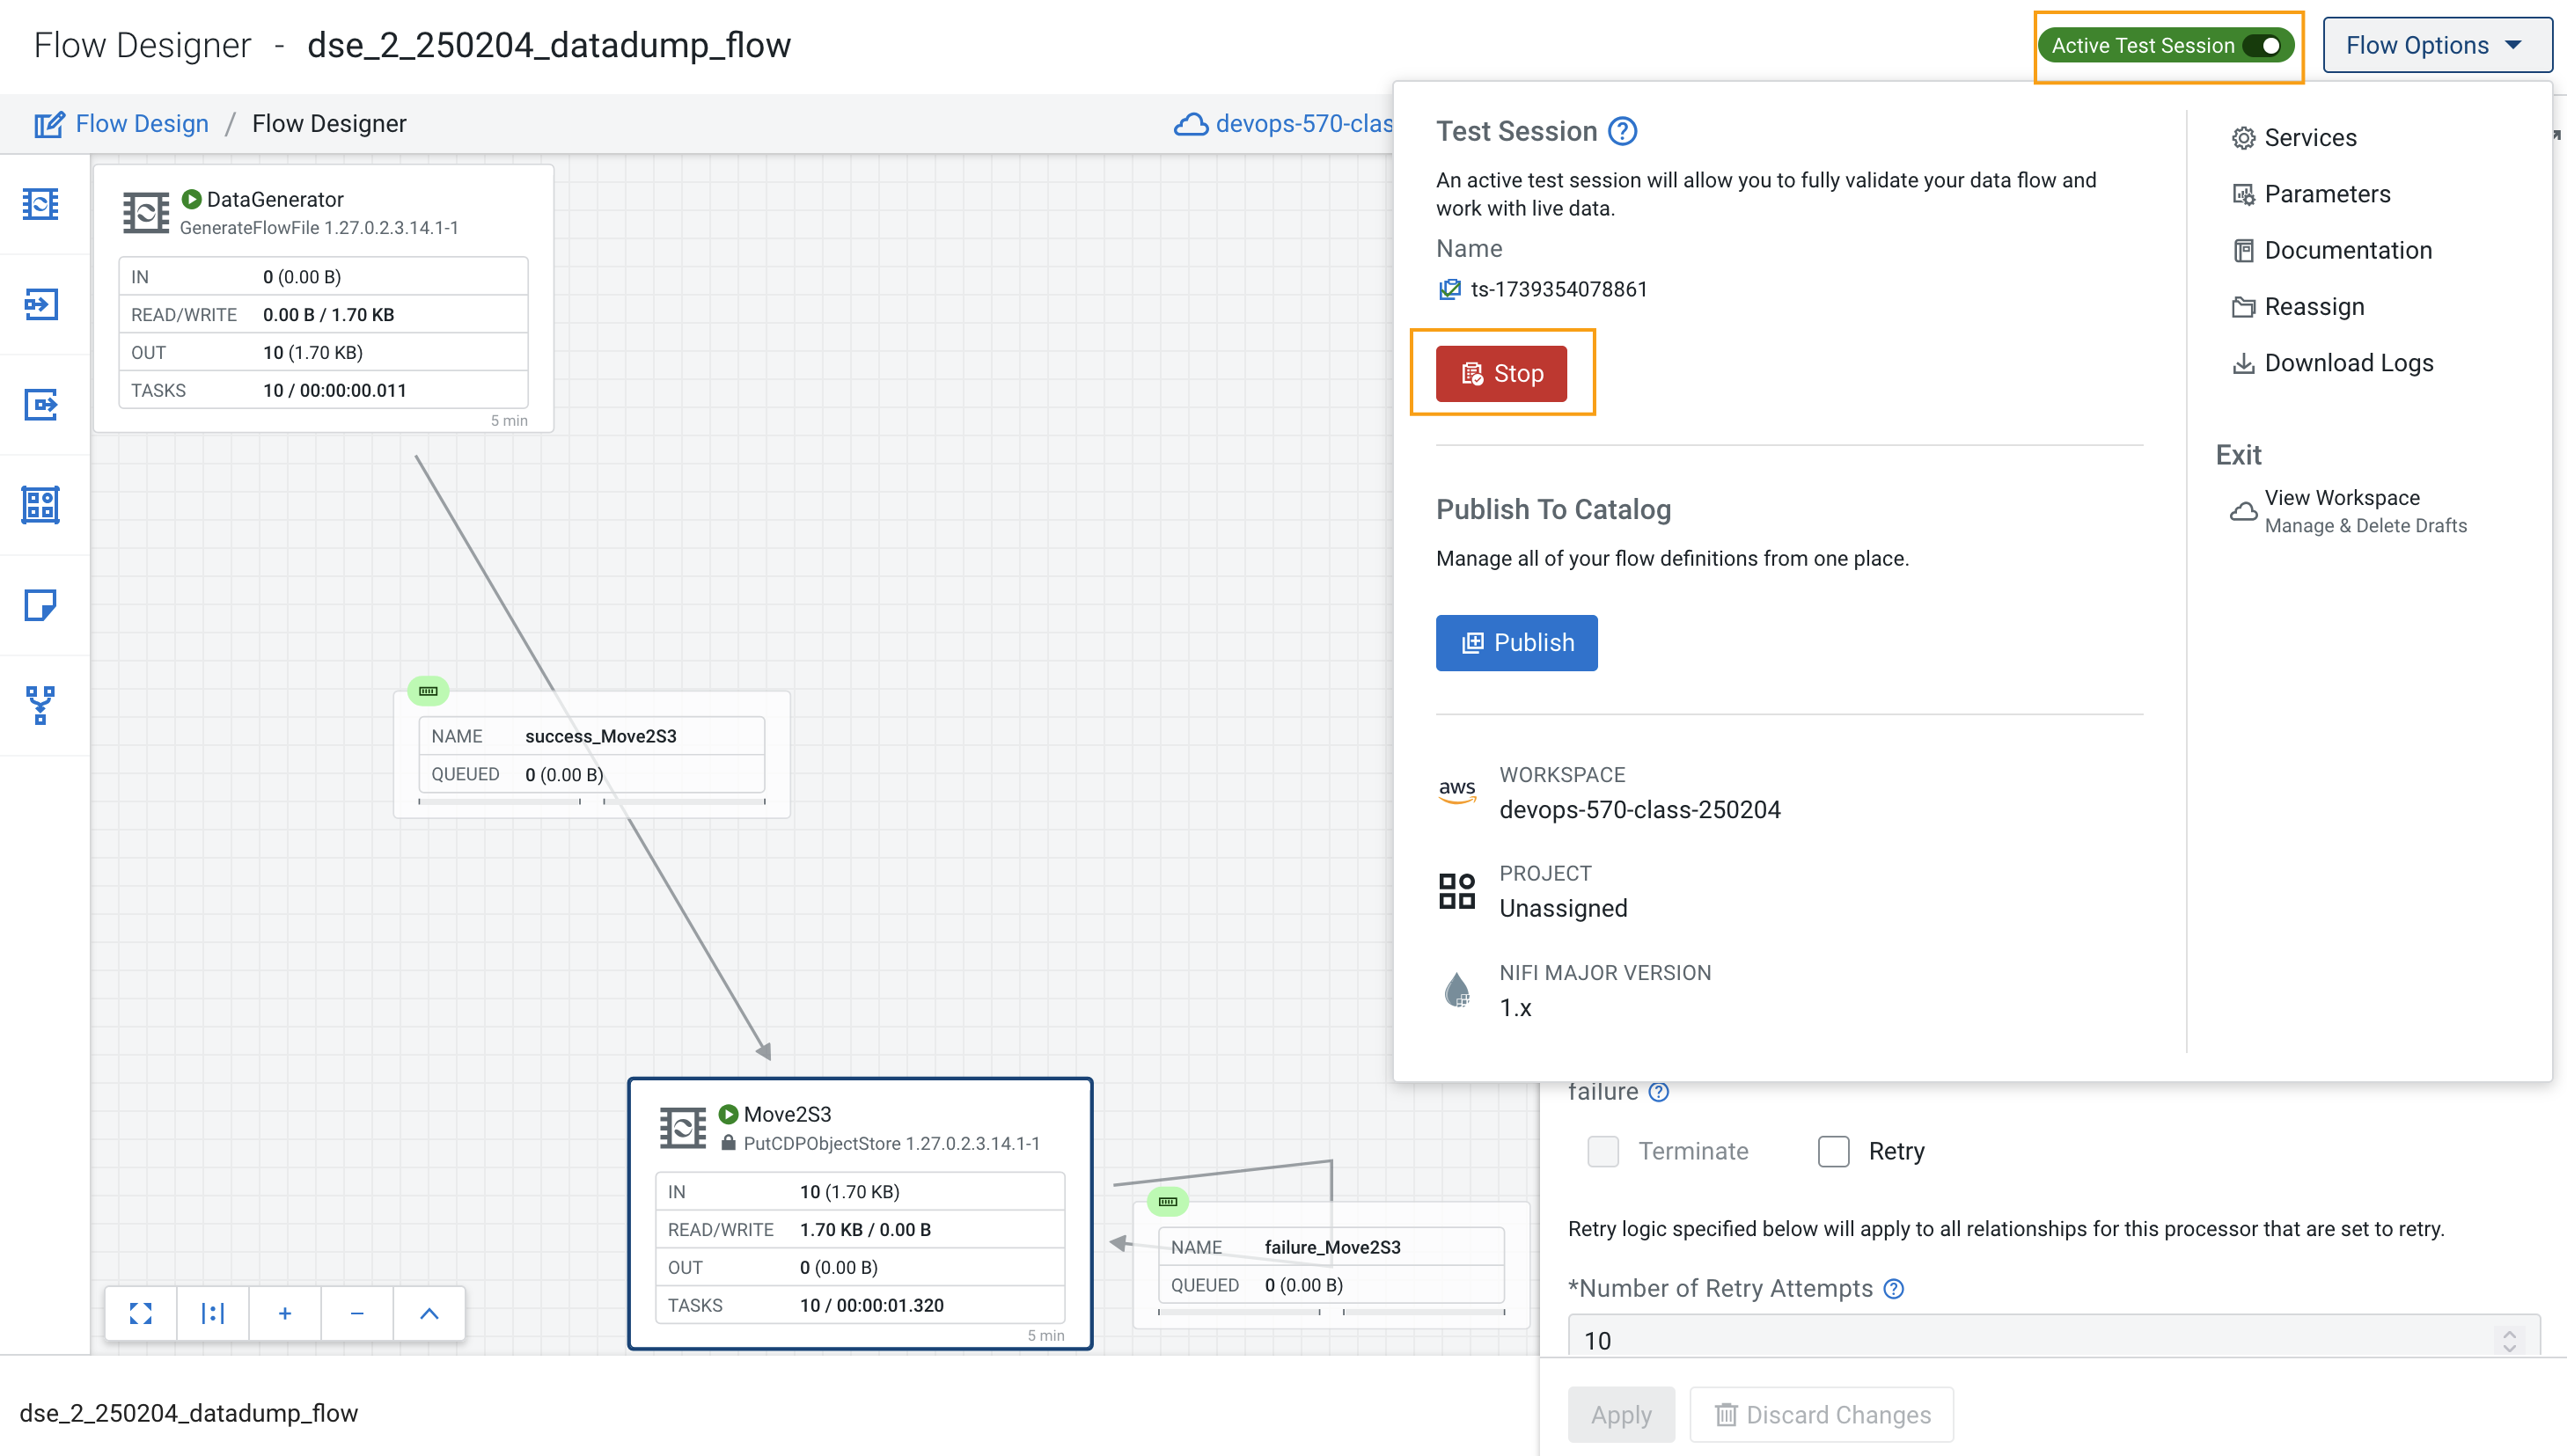 Flow Designer - dse_2_250204_datadump_flow
Active Test Session
Flow Options
Flow Design / Flow Designer
devops-570-clas
DataGenerator
GenerateFlowFile 1.27.0.2.3.14.1-1
IN 0 (0.00 B)
READ/WRITE 0.00 B / 1.70 KB
OUT 10 (1.70 KB)
TASKS 10 / 00:00:00.011
5 min
NAME success_Move2S3
QUEUED 0 (0.00 B)
Move2S3
PutCDPObjectStore 1.27.0.2.3.14.1-1
IN 10 (1.70 KB)
READ/WRITE 1.70 KB / 0.00 B
OUT 0 (0.00 B)
TASKS 10 / 00:00:01.320
5 min
NAME failure_Move2S3
QUEUED 0 (0.00 B)
Test Session
An active test session will allow you to fully validate your data flow and
work with live data.
Name
ts-1739354078861
Stop
Publish To Catalog
Manage all of your flow definitions from one place.
Publish
aws
WORKSPACE
devops-570-class-250204
PROJECT
Unassigned
NIFI MAJOR VERSION
1.x
Services
Parameters
Documentation
Reassign
Download Logs
Exit
View Workspace
Manage & Delete Drafts
failure
Terminate
Retry
Retry logic specified below will apply to all relationships for this processor that are set to retry.
*Number of Retry Attempts
10
Apply
Discard Changes
dse_2_250204_datadump_flow